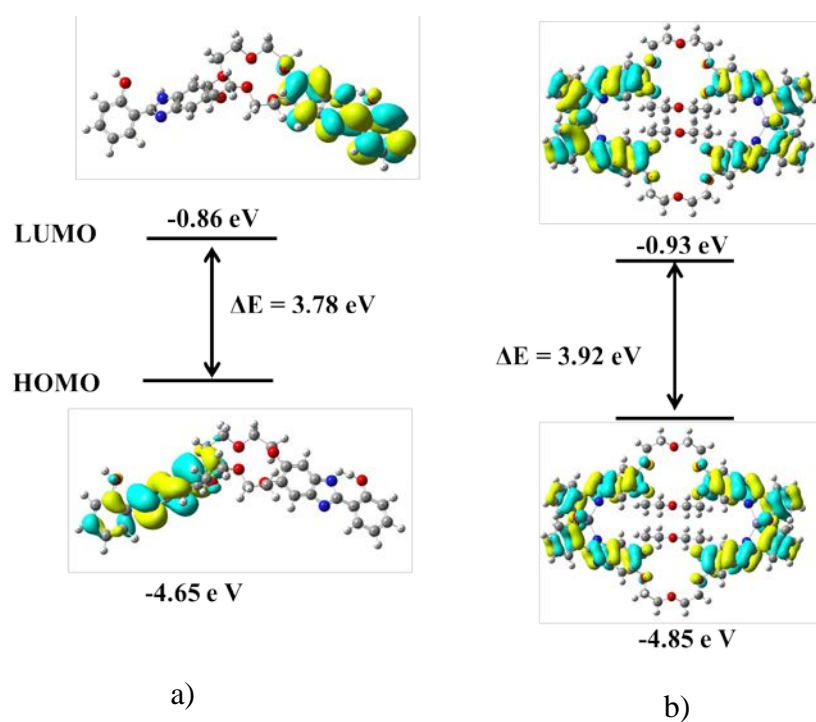 -0.86 eV
LUMO
ΔE = 3.78 eV
HOMO
-4.65 e V
a)
-0.93 eV
ΔE = 3.92 eV
-4.85 e V
b)